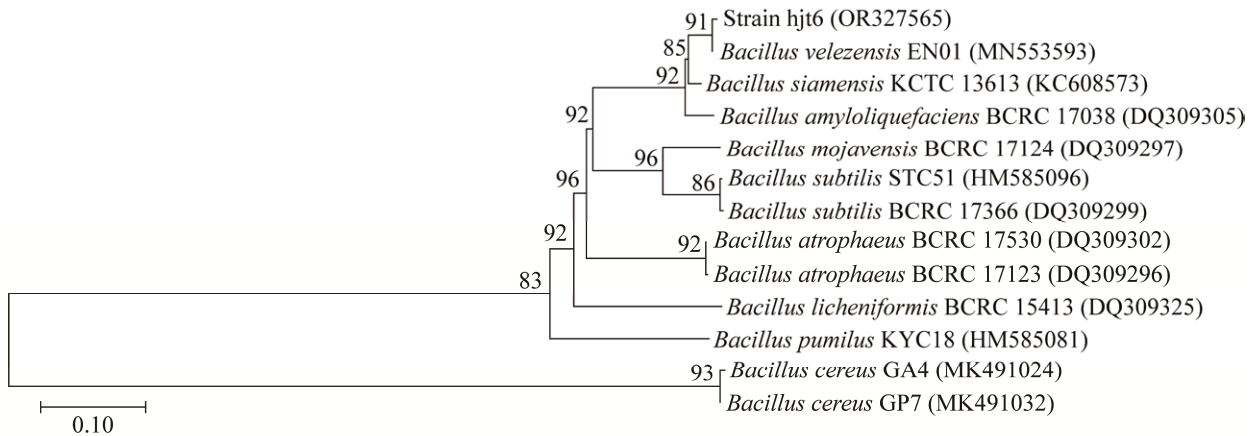 91 Strain hjt6 (OR327565)
85 Bacillus velezensis EN01 (MN553593)
92 Bacillus siamensis KCTC 13613 (KC608573)
92 Bacillus amyloliquefaciens BCRC 17038 (DQ309305)
96 Bacillus mojavensis BCRC 17124 (DQ309297)
96 86 Bacillus subtilis STC51 (HM585096)
Bacillus subtilis BCRC 17366 (DQ309299)
92 92 Bacillus atrophaeus BCRC 17530 (DQ309302)
83 Bacillus atrophaeus BCRC 17123 (DQ309296)
Bacillus licheniformis BCRC 15413 (DQ309325)
Bacillus pumilus KYC18 (HM585081)
93 Bacillus cereus GA4 (MK491024)
Bacillus cereus GP7 (MK491032)
0.10